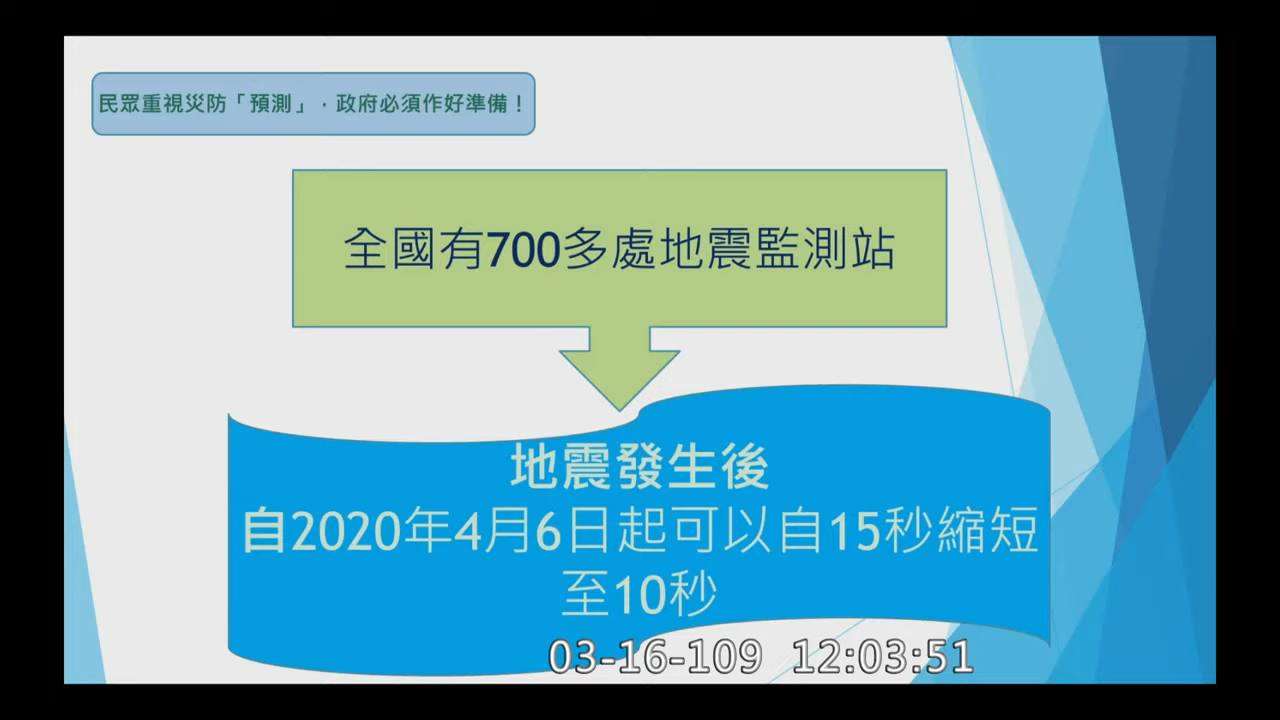 民眾重視災防「預測」，政府必須作好準備！
全國有700多處地震監測站
地震發生後
自2020年4月6日起可以自15秒縮短
至10秒
03-16-109 12:03:51